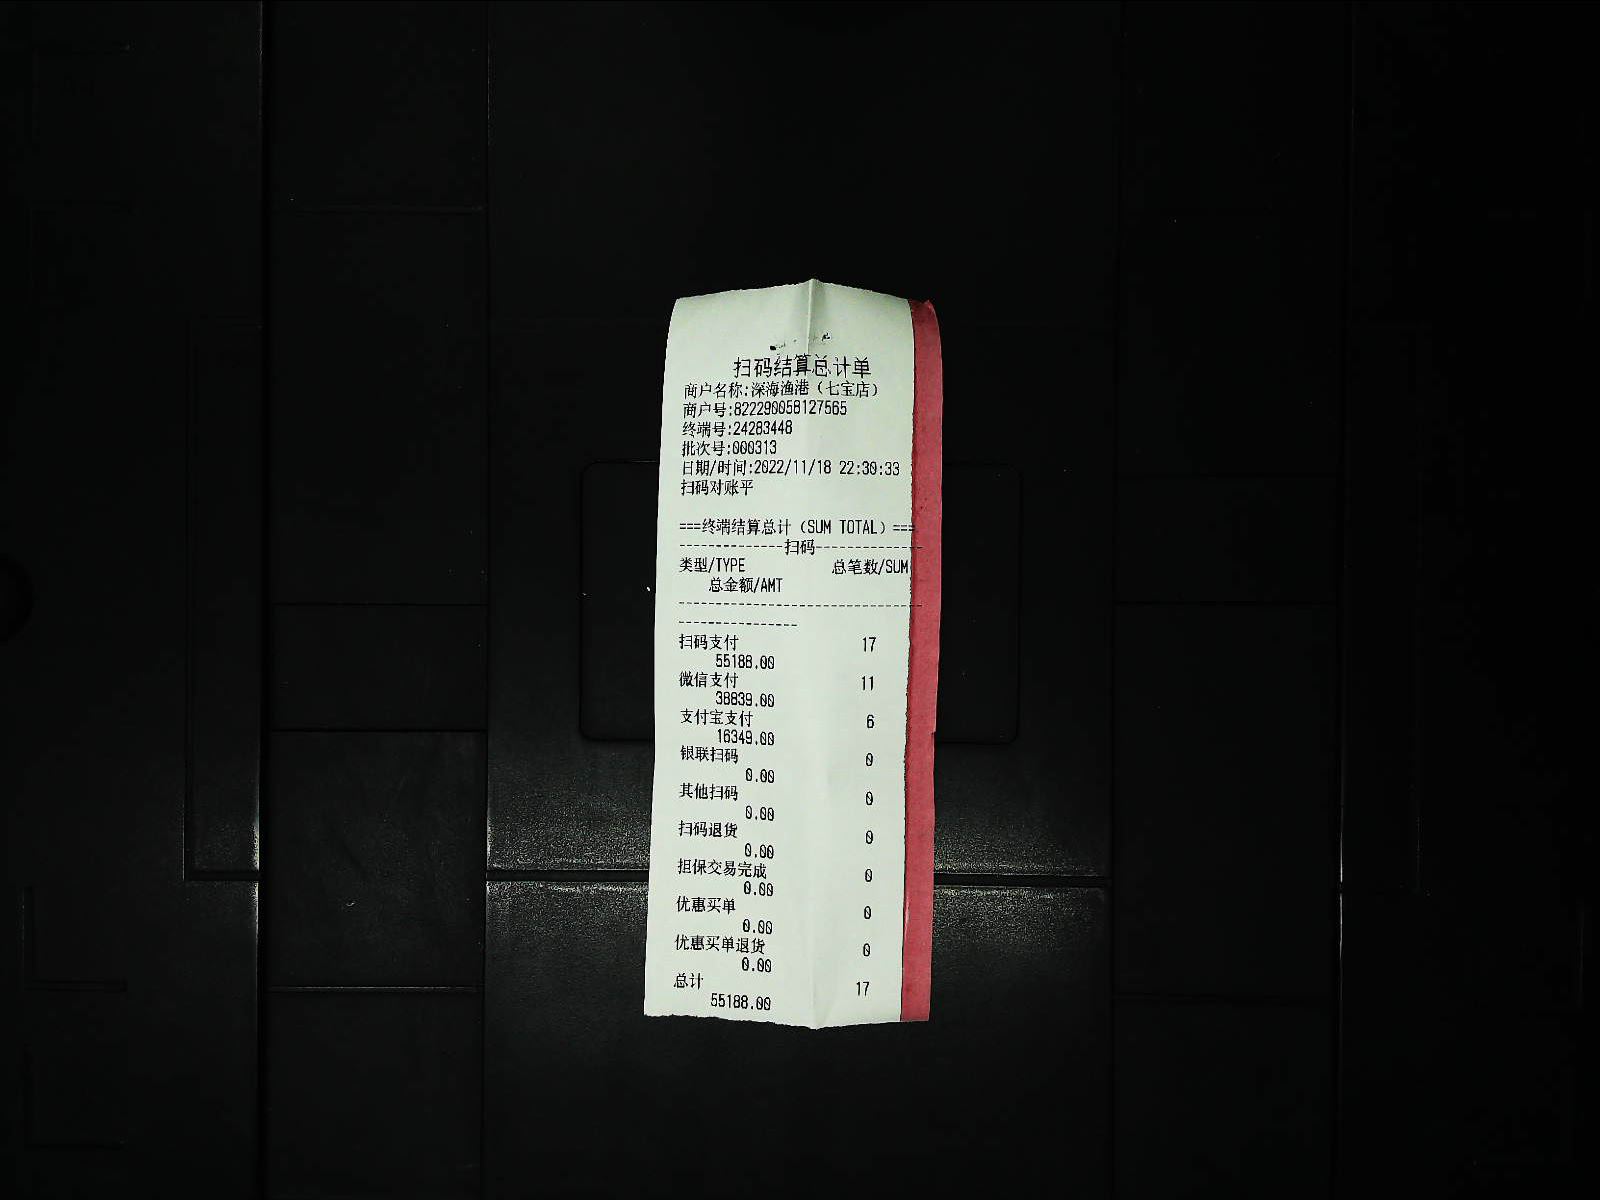 扫码结算总计单
商户名称:深海渔港（七宝店）
商户号:822290058127565
终端号:24283448
批次号:000313
日期/时间:2022/11/18 22:30:33
扫码对账平
===终端结算总计（SUM TOTAL）===
--------------扫码--------------
类型/TYPE 总笔数/SUM
总金额/AMT
扫码支付 17
55188.00
微信支付 11
38839.00
支付宝支付 6
16349.00
银联扫码 0
0.00
其他扫码 0
0.00
扫码退货 0
0.00
担保交易完成 0
0.00
优惠买单 0
0.00
优惠买单退货 0
0.00
总计 17
55188.00